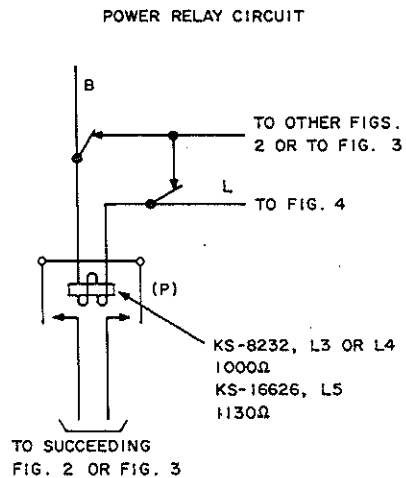 POWER RELAY CIRCUIT
B
TO OTHER FIGS.
2 OR TO FIG. 3
L
TO FIG. 4
(P)
KS-8232, L3 OR L4
1000Ω
KS-16626, L5
1130Ω
TO SUCCEEDING
FIG. 2 OR FIG. 3